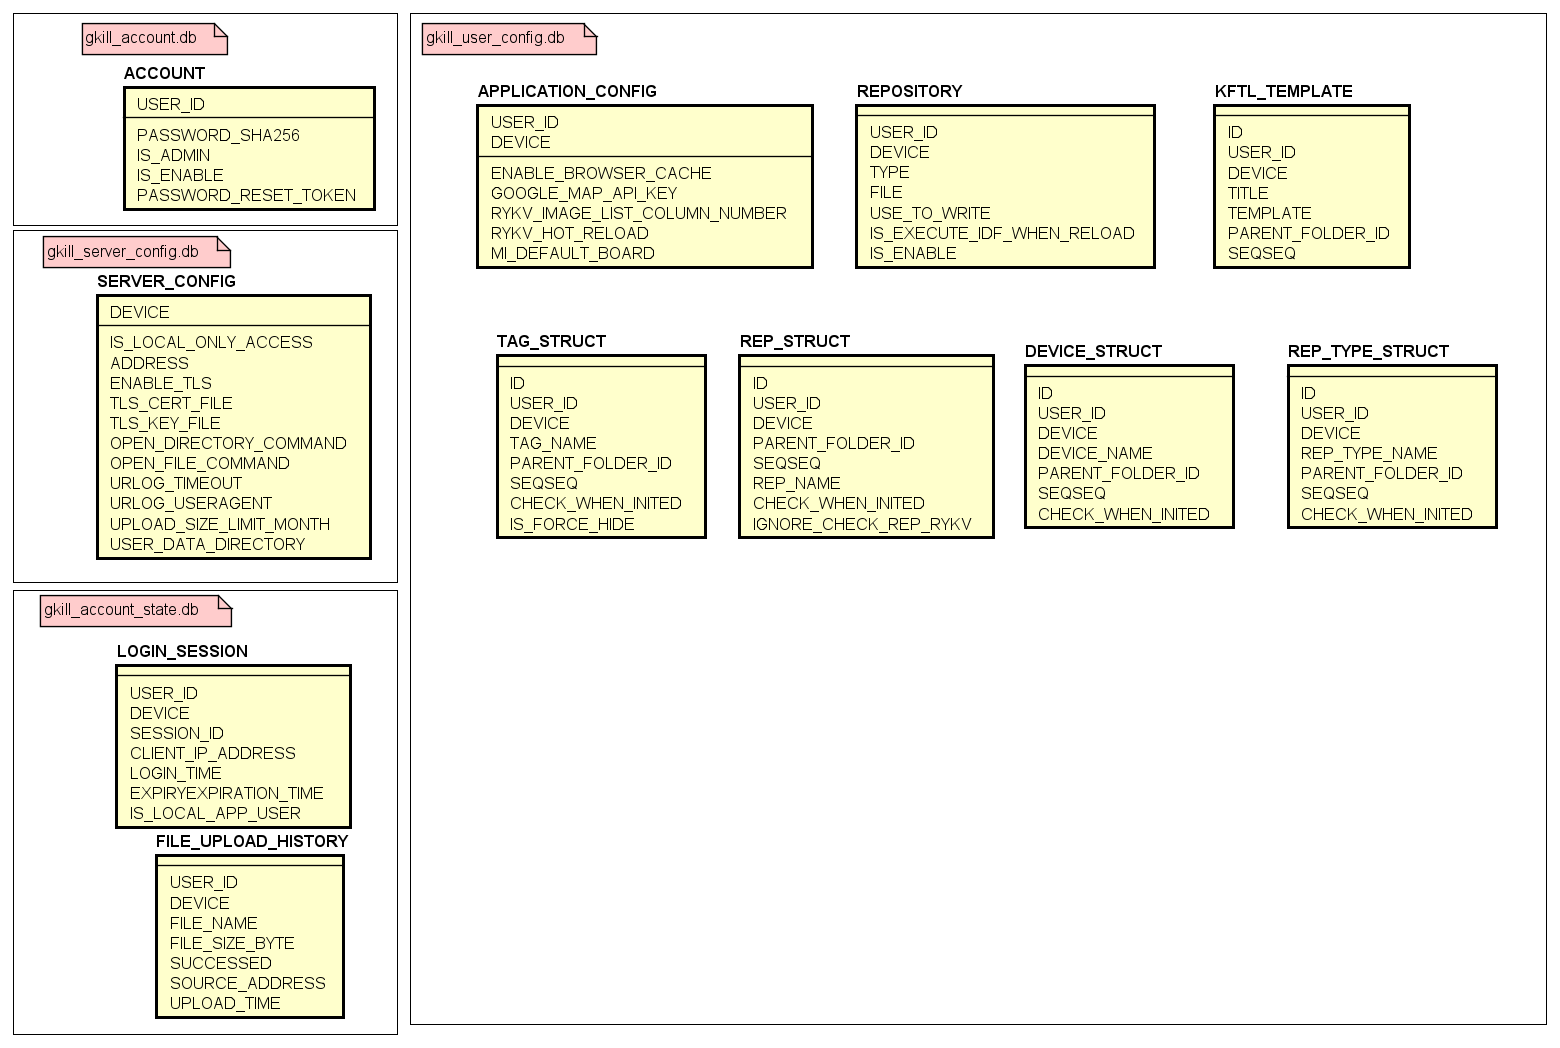 gkill_account.db
ACCOUNT
USER_ID
PASSWORD_SHA256
IS_ADMIN
IS_ENABLE
PASSWORD_RESET_TOKEN
gkill_server_config.db
SERVER_CONFIG
DEVICE
IS_LOCAL_ONLY_ACCESS
ADDRESS
ENABLE_TLS
TLS_CERT_FILE
TLS_KEY_FILE
OPEN_DIRECTORY_COMMAND
OPEN_FILE_COMMAND
URLOG_TIMEOUT
URLOG_USERAGENT
UPLOAD_SIZE_LIMIT_MONTH
USER_DATA_DIRECTORY
gkill_account_state.db
LOGIN_SESSION
USER_ID
DEVICE
SESSION_ID
CLIENT_IP_ADDRESS
LOGIN_TIME
EXPIRYEXPIRATION_TIME
IS_LOCAL_APP_USER
FILE_UPLOAD_HISTORY
USER_ID
DEVICE
FILE_NAME
FILE_SIZE_BYTE
SUCCESSED
SOURCE_ADDRESS
UPLOAD_TIME
gkill_user_config.db
APPLICATION_CONFIG
USER_ID
DEVICE
ENABLE_BROWSER_CACHE
GOOGLE_MAP_API_KEY
RYKV_IMAGE_LIST_COLUMN_NUMBER
RYKV_HOT_RELOAD
MI_DEFAULT_BOARD
REPOSITORY
USER_ID
DEVICE
TYPE
FILE
USE_TO_WRITE
IS_EXECUTE_IDF_WHEN_RELOAD
IS_ENABLE
KFTL_TEMPLATE
ID
USER_ID
DEVICE
TITLE
TEMPLATE
PARENT_FOLDER_ID
SEQSEQ
TAG_STRUCT
ID
USER_ID
DEVICE
TAG_NAME
PARENT_FOLDER_ID
SEQSEQ
CHECK_WHEN_INITED
IS_FORCE_HIDE
REP_STRUCT
ID
USER_ID
DEVICE
PARENT_FOLDER_ID
SEQSEQ
REP_NAME
CHECK_WHEN_INITED
IGNORE_CHECK_REP_RYKV
DEVICE_STRUCT
ID
USER_ID
DEVICE
DEVICE_NAME
PARENT_FOLDER_ID
SEQSEQ
CHECK_WHEN_INITED
REP_TYPE_STRUCT
ID
USER_ID
DEVICE
REP_TYPE_NAME
PARENT_FOLDER_ID
SEQSEQ
CHECK_WHEN_INITED